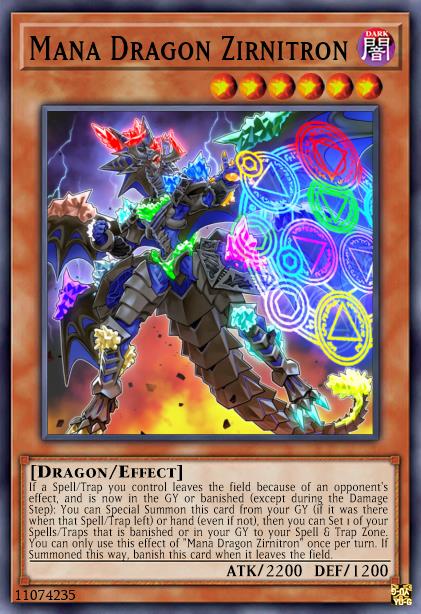 Mana Dragon Zirnitron
DARK
闇
[Dragon/Effect]
If a Spell/Trap you control leaves the field because of an opponent's
effect, and is now in the GY or banished (except during the Damage
Step): You can Special Summon this card from your GY (if it was there
when that Spell/Trap left) or hand (even if not), then you can Set 1 of your
Spells/Traps that is banished or in your GY to your Spell & Trap Zone.
You can only use this effect of "Mana Dragon Zirnitron" once per turn. If
Summoned this way, banish this card when it leaves the field.
ATK/2200 DEF/1200
11074235